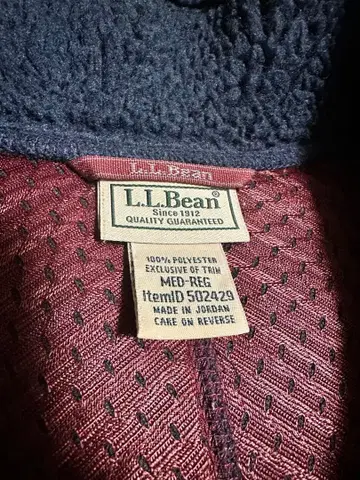 L.L.Bean
L.L.Bean®
Since 1912
QUALITY GUARANTEED
100% POLYESTER
EXCLUSIVE OF TRIM
MED-REG
ItemID 502429
MADE IN JORDAN
CARE ON REVERSE